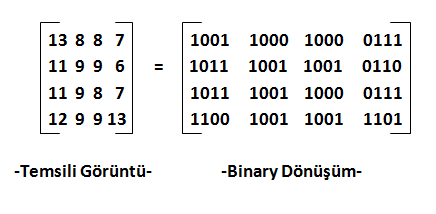 13 8 8 7 1001 1000 1000 0111
11 9 9 6 = 1011 1001 1001 0110
11 9 8 7 1011 1001 1000 0111
12 9 9 13 1100 1001 1001 1101
-Temsili Görüntü- -Binary Dönüşüm-